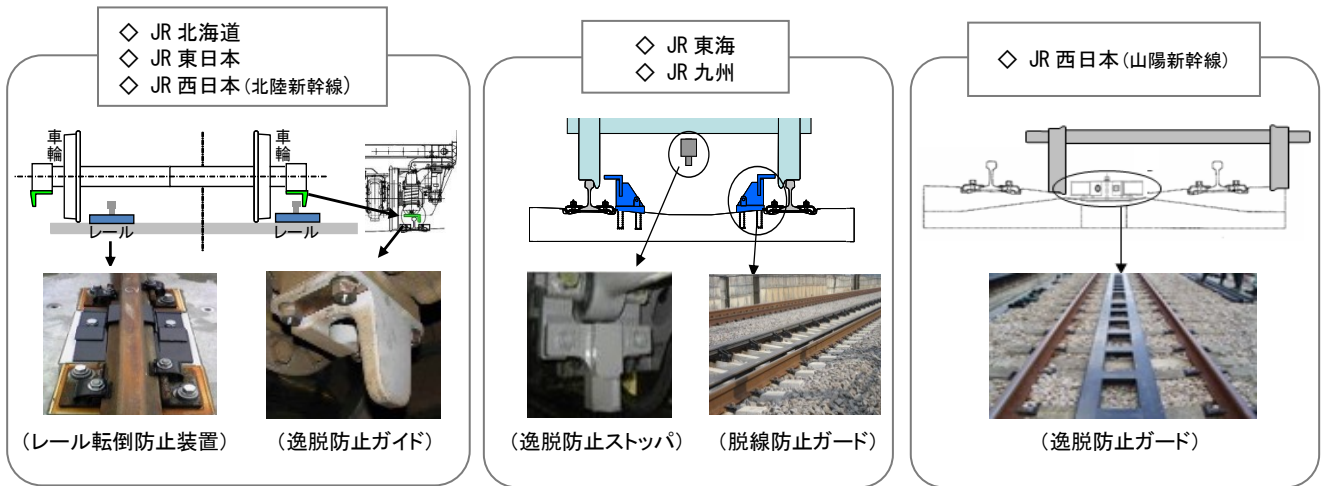 ◇ JR 北海道
◇ JR 東日本
◇ JR 西日本(北陸新幹線)
車輪
車輪
レール
レール
(レール転倒防止装置)
(逸脱防止ガイド)
◇ JR 東海
◇ JR 九州
(逸脱防止ストッパ)
(脱線防止ガード)
◇ JR 西日本(山陽新幹線)
(逸脱防止ガード)